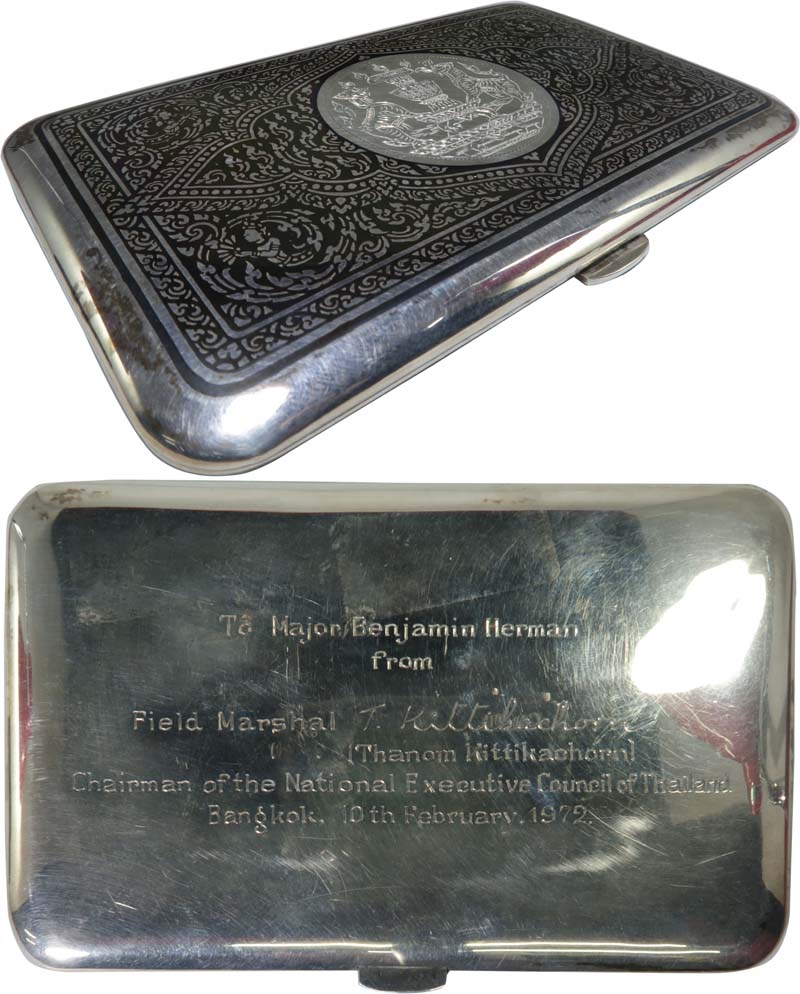 To Major Benjamin Herman
from
Field Marshal T. Kittikachorn
(Thanom Kittikachorn)
Chairman of the National Executive Council of Thailand
Bangkok. 10th February. 1972.